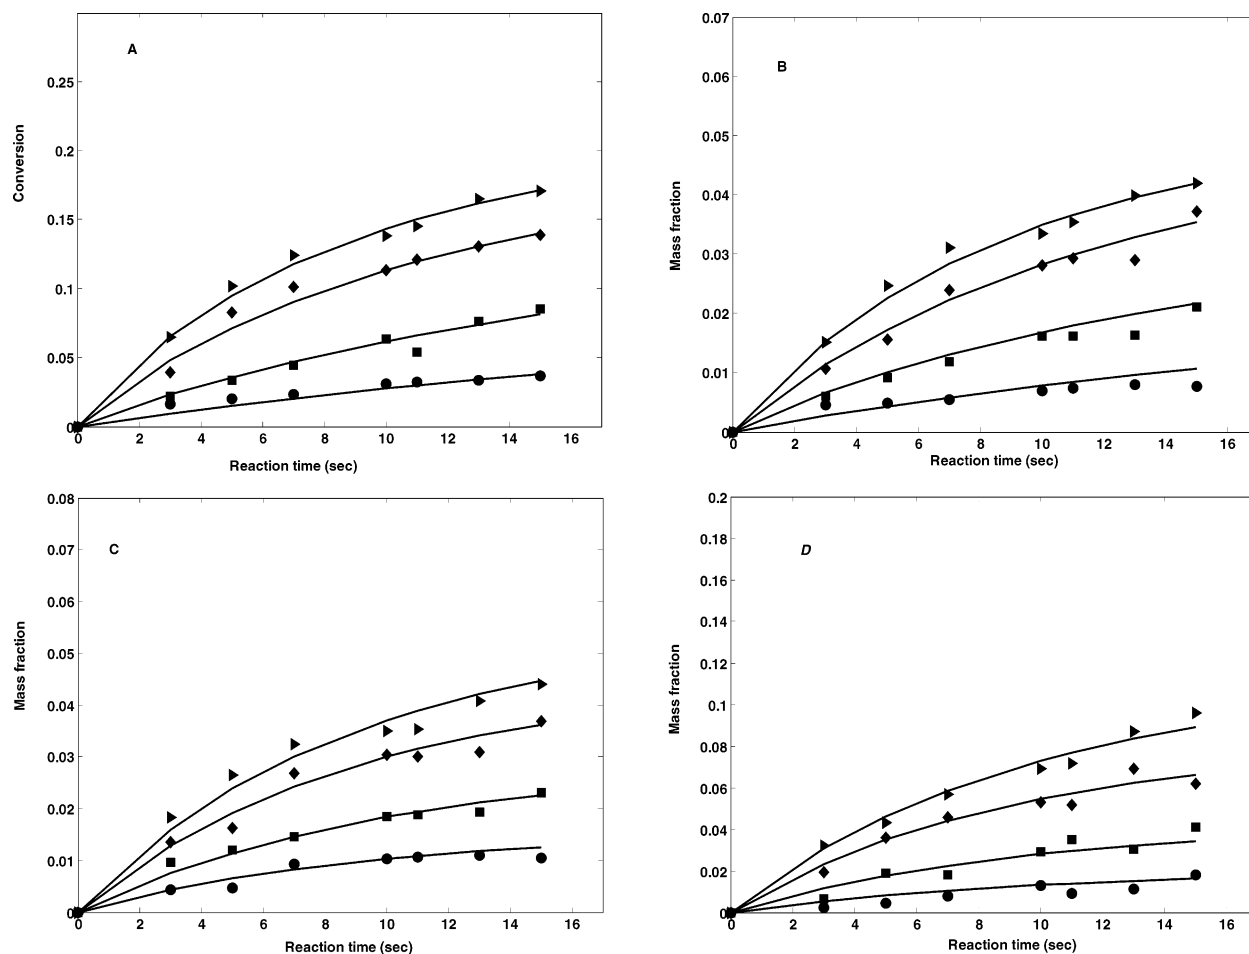 A
0.25
0.2
0.15
0.1
0.05
0
0 2 4 6 8 10 12 14 16
Conversion
Reaction time (sec)
B
0.07
0.06
0.05
0.04
0.03
0.02
0.01
0
0 2 4 6 8 10 12 14 16
Mass fraction
Reaction time (sec)
C
0.08
0.07
0.06
0.05
0.04
0.03
0.02
0.01
0
0 2 4 6 8 10 12 14 16
Mass fraction
Reaction time (sec)
D
0.2
0.18
0.16
0.14
0.12
0.1
0.08
0.06
0.04
0.02
0
0 2 4 6 8 10 12 14 16
Mass fraction
Reaction time (sec)